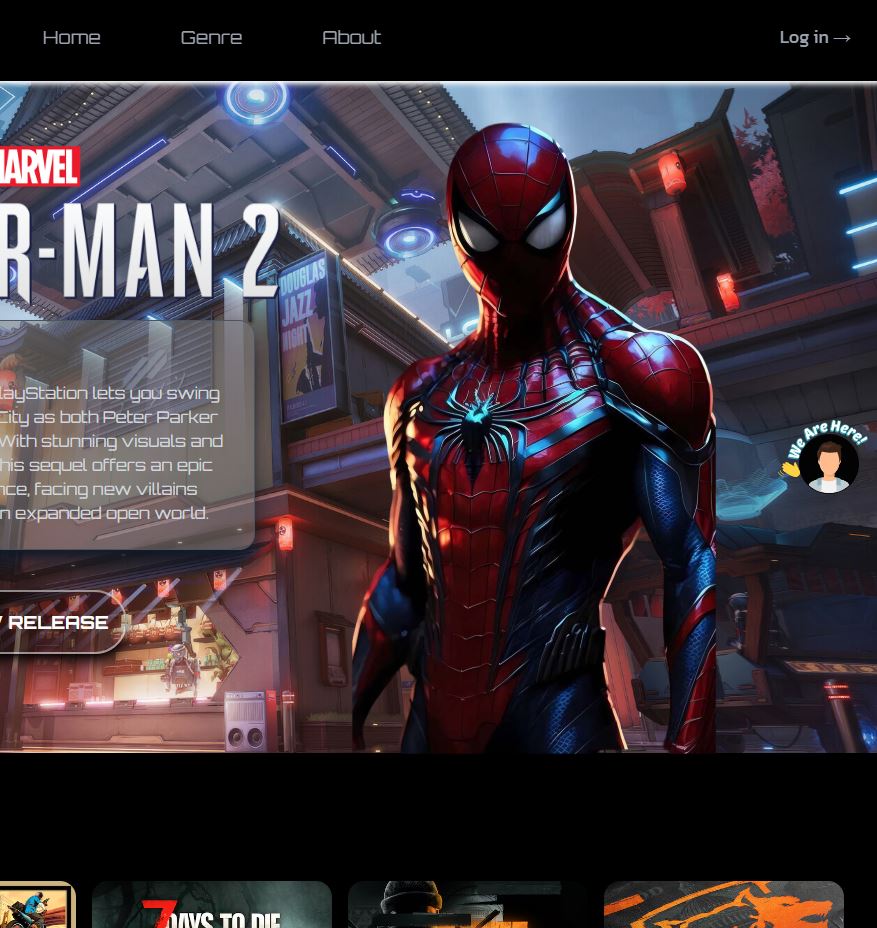 Home
Genre
About
Log in →
MARVEL
R-MAN 2
DOUGLAS
JAZZ
NIGHT
layStation lets you swing
City as both Peter Parker
With stunning visuals and
his sequel offers an epic
nce, facing new villains
n expanded open world.
We Are Here!
RELEASE
7 DAYS TO DIE